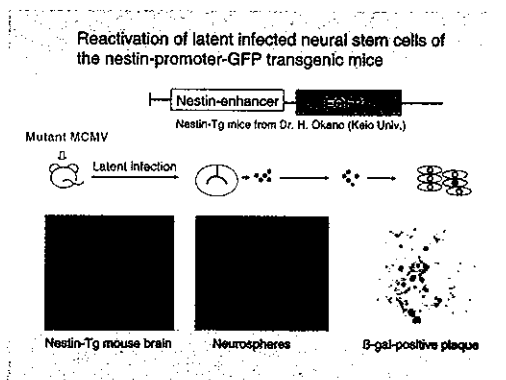 Reactivation of latent infected neural stem cells of
the nestin-promoter-GFP transgenic mice
Nestin-enhancer
Nestin-Tg mice from Dr. H. Okano (Keio Univ.)
Mutant MCMV
Latent infection
Nestin-Tg mouse brain Neurospheres β-gal-positive plaque